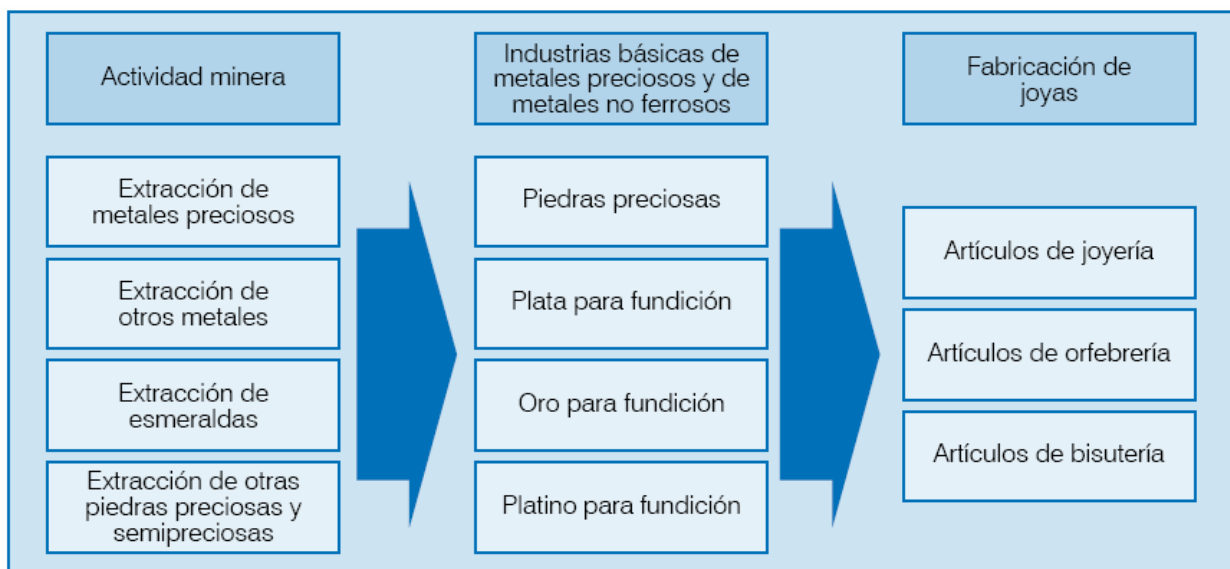 Actividad minera
Extracción de
metales preciosos
Extracción de
otros metales
Extracción de
esmeraldas
Extracción de otras
piedras preciosas y
semipreciosas
Industrias básicas de
metales preciosos y de
metales no ferrosos
Piedras preciosas
Plata para fundición
Oro para fundición
Platino para fundición
Fabricación de
joyas
Artículos de joyería
Artículos de orfebrería
Artículos de bisutería